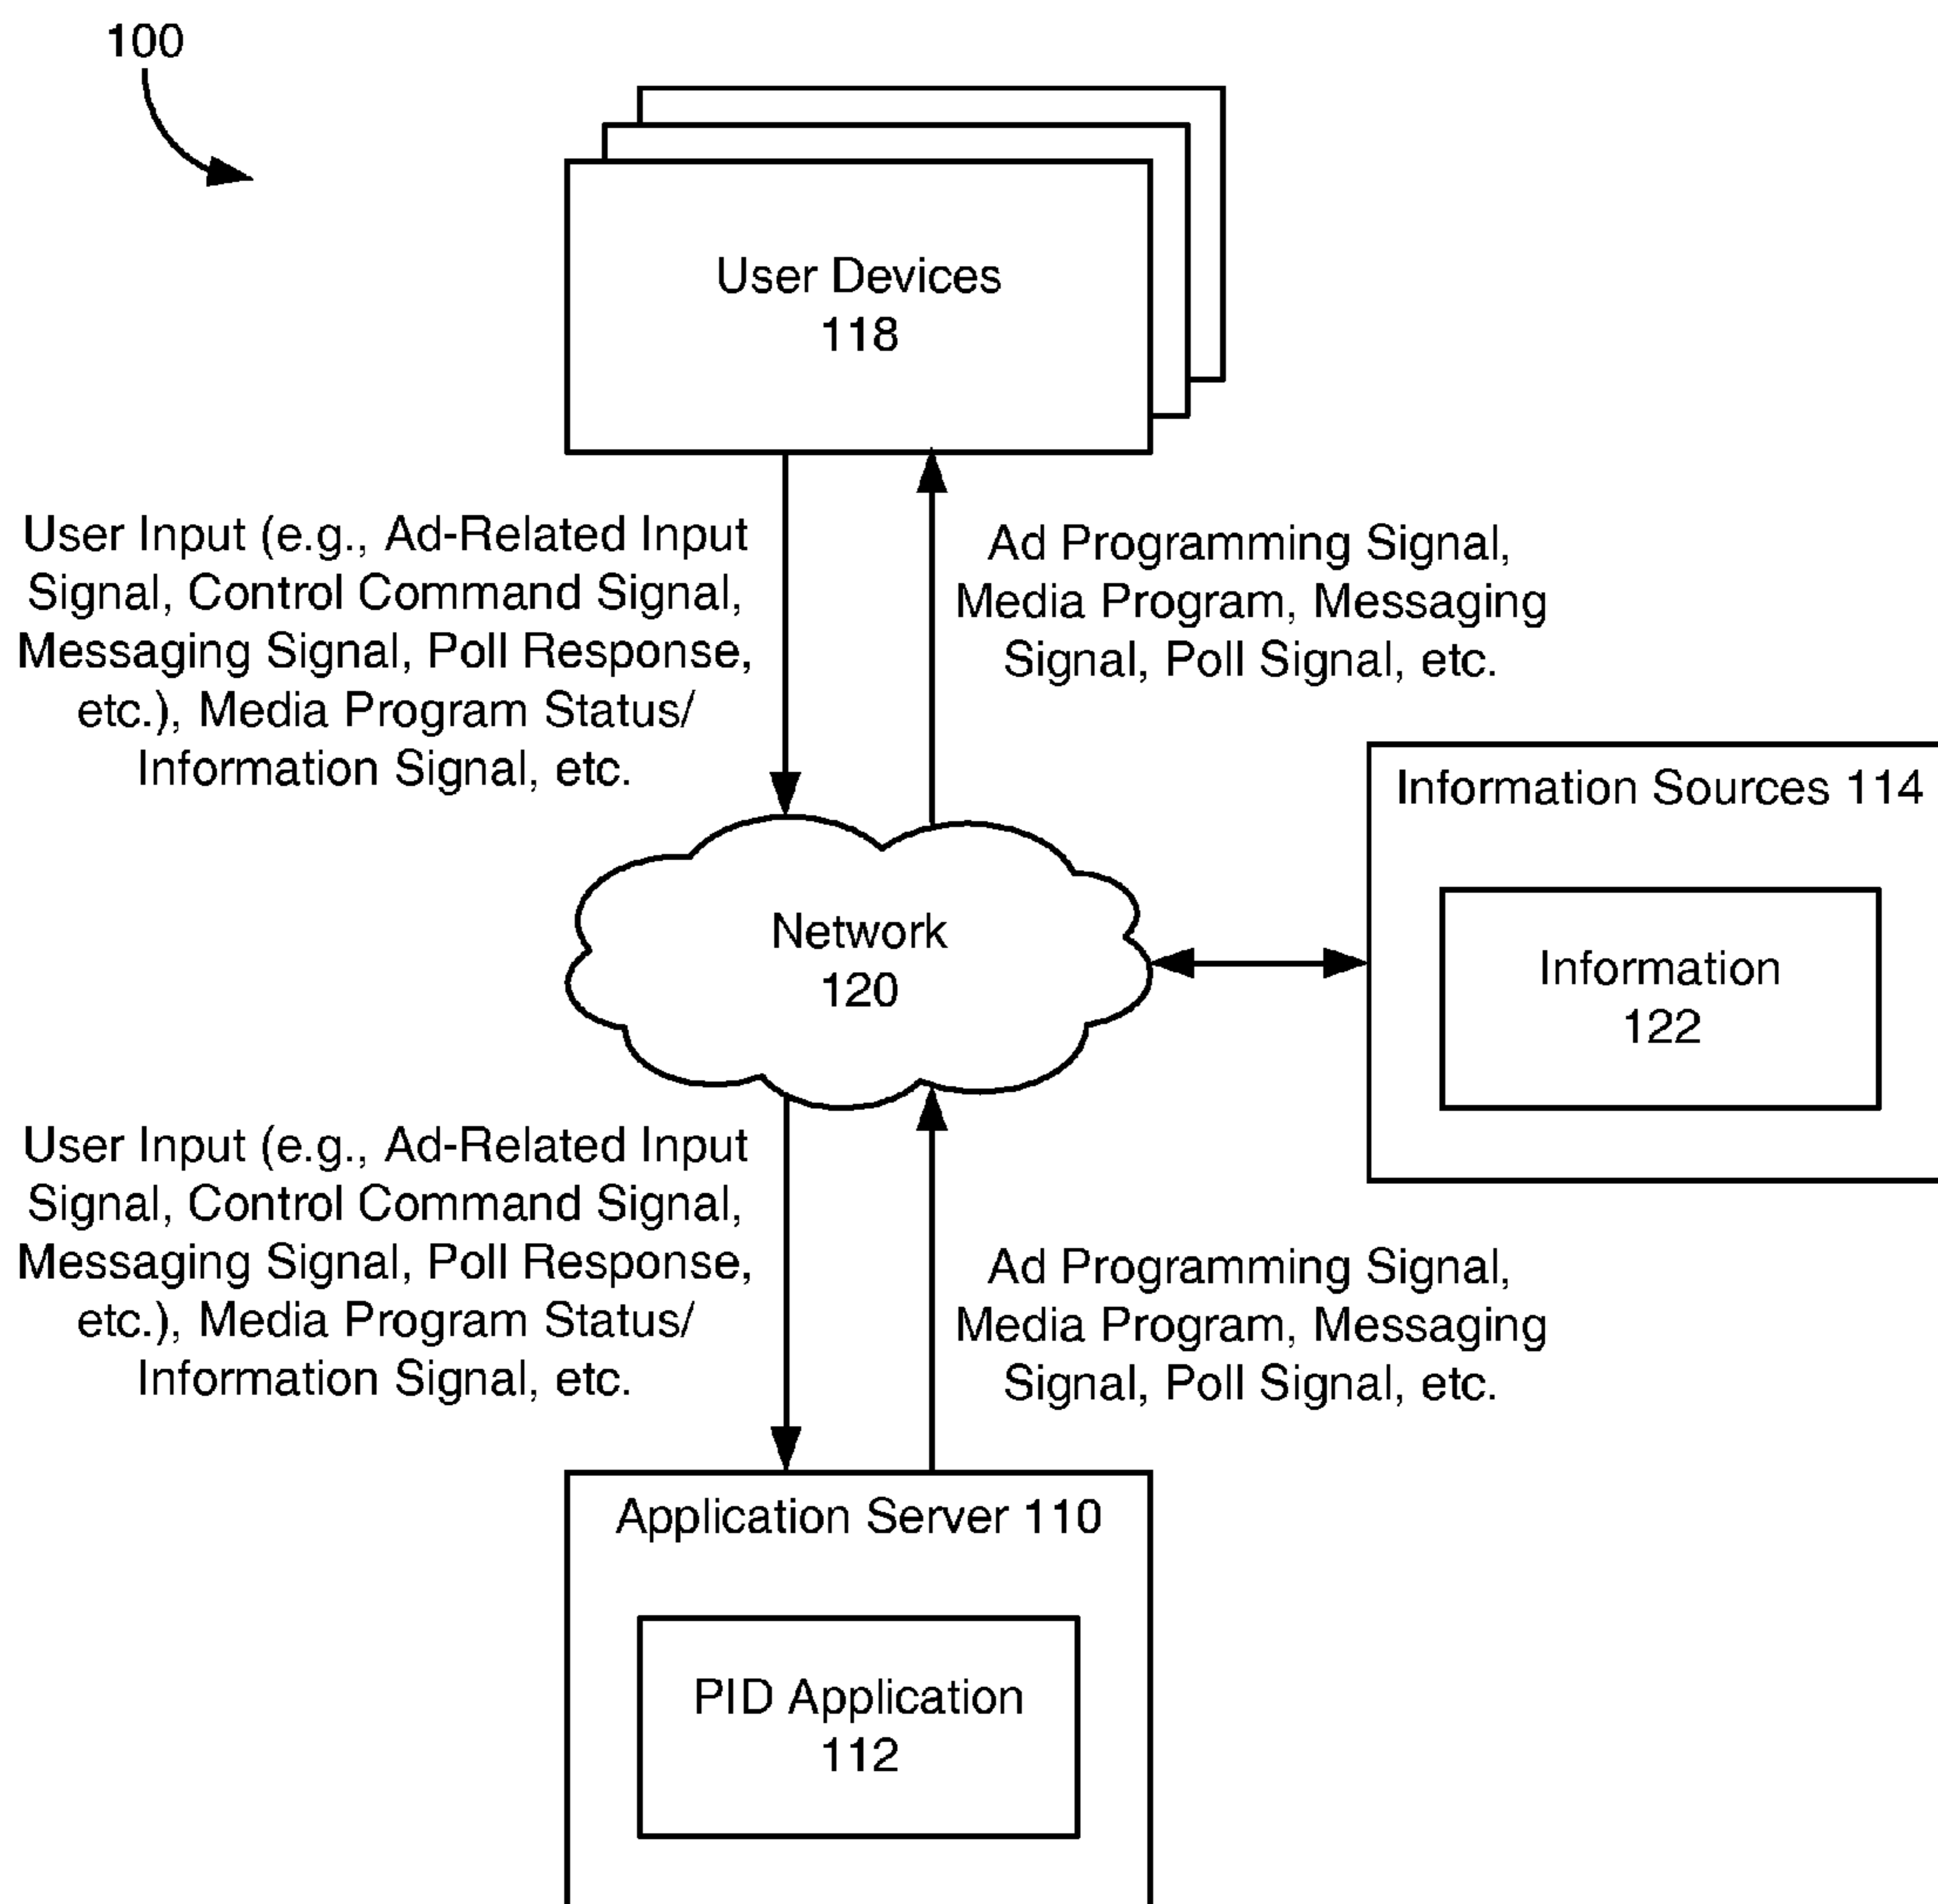 100
User Devices
118
User Input (e.g., Ad-Related Input
Signal, Control Command Signal,
Messaging Signal, Poll Response,
etc.), Media Program Status/
Information Signal, etc.
Ad Programming Signal,
Media Program, Messaging
Signal, Poll Signal, etc.
Information Sources 114
Information
122
Network
120
User Input (e.g., Ad-Related Input
Signal, Control Command Signal,
Messaging Signal, Poll Response,
etc.), Media Program Status/
Information Signal, etc.
Ad Programming Signal,
Media Program, Messaging
Signal, Poll Signal, etc.
Application Server 110
PID Application
112